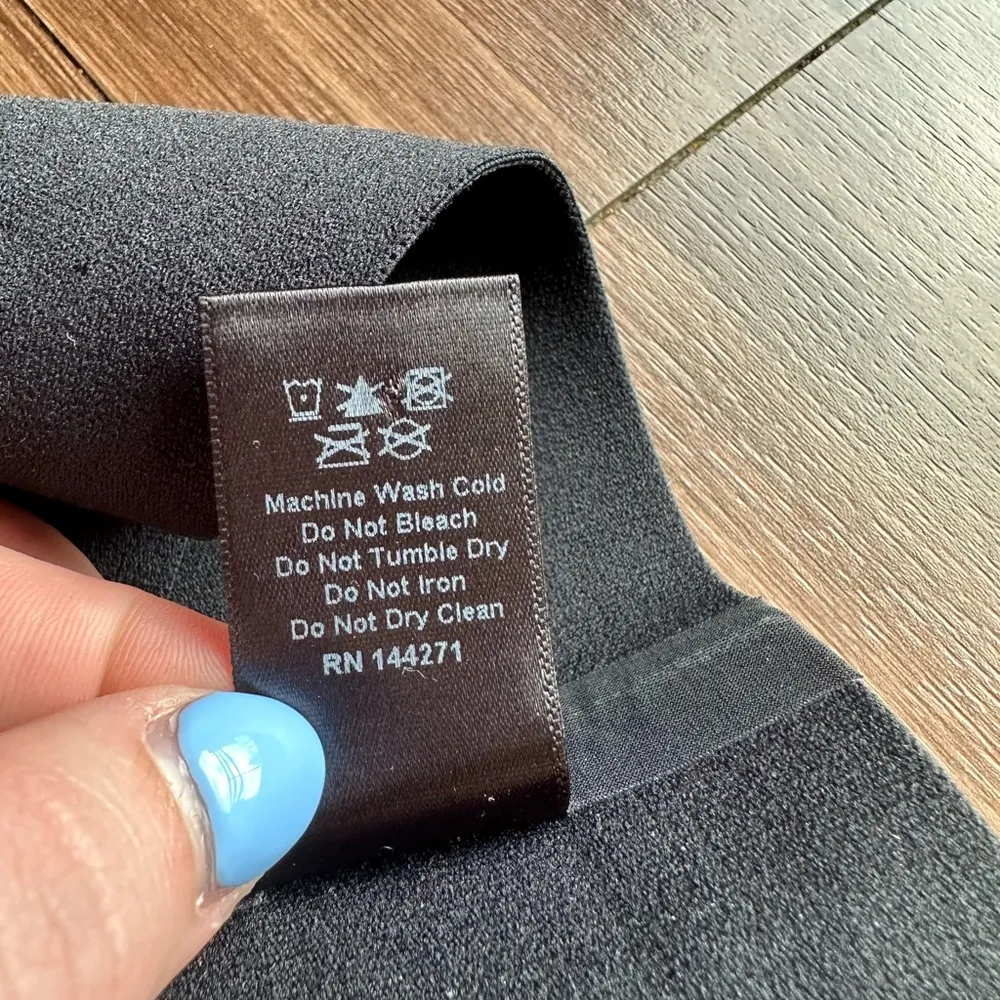 Machine Wash Cold
Do Not Bleach
Do Not Tumble Dry
Do Not Iron
Do Not Dry Clean
RN 144271